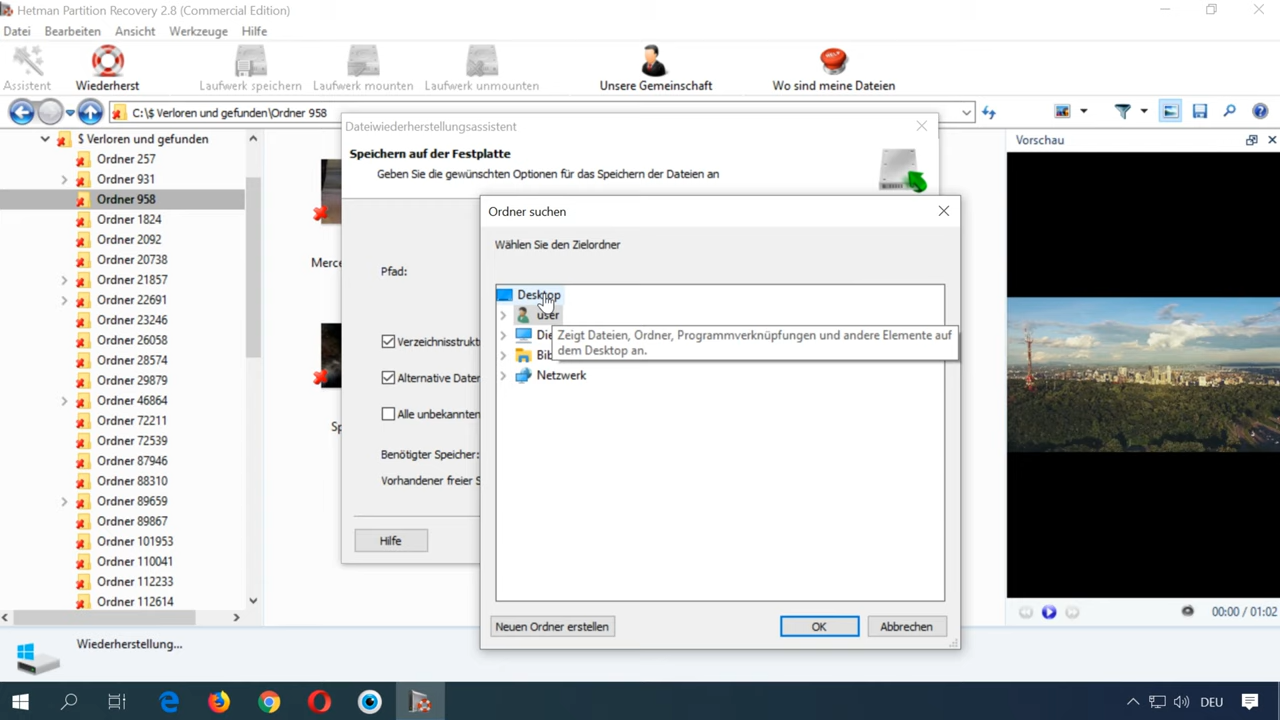 Hetman Partition Recovery 2.8 (Commercial Edition)
Datei Bearbeiten Ansicht Werkzeuge Hilfe
Assistent Wiederherst Laufwerk speichern Laufwerk mounten Laufwerk unmounten Unsere Gemeinschaft Wo sind meine Dateien
C:\$ Verloren und gefunden\Ordner 958
$ Verloren und gefunden
Ordner 257
Ordner 931
Ordner 958
Ordner 1824
Ordner 2092
Ordner 20738
Ordner 21857
Ordner 22691
Ordner 23246
Ordner 26058
Ordner 28574
Ordner 29879
Ordner 46864
Ordner 72211
Ordner 72539
Ordner 87946
Ordner 88310
Ordner 89659
Ordner 89867
Ordner 101953
Ordner 110041
Ordner 112233
Ordner 112614
Merce
Sp
Dateiwiederherstellungsassistent
Speichern auf der Festplatte
Geben Sie die gewünschten Optionen für das Speichern der Dateien an
Pfad:
Verzeichnisstrukt
Alternative Daten
Alle unbekannten
Benötigter Speicher:
Vorhandener freier S
Hilfe
Ordner suchen
Wählen Sie den Zielordner
Desktop
user
Die
Bib
Netzwerk
Zeigt Dateien, Ordner, Programmverknüpfungen und andere Elemente auf
dem Desktop an.
Neuen Ordner erstellen OK Abbrechen
Vorschau
00:00 / 01:02
Wiederherstellung...
DEU